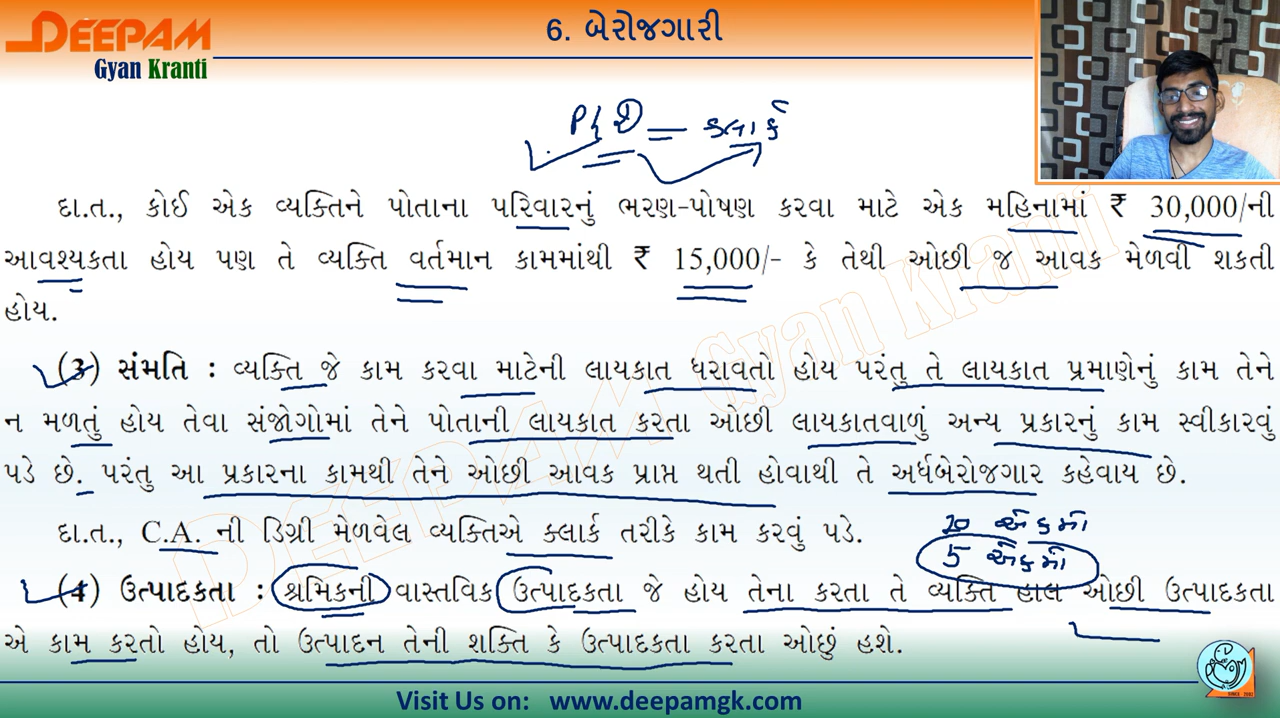 DEEPAM
Gyan Kranti
6. બેરોજગારી
ક્લાર્ક
દા.ત., કોઈ એક વ્યક્તિને પોતાના પરિવારનું ભરણ-પોષણ કરવા માટે એક મહિનામાં ₹ 30,000/ની
આવશ્યકતા હોય પણ તે વ્યક્તિ વર્તમાન કામમાંથી ₹ 15,000/- કે તેથી ઓછી જ આવક મેળવી શકતી
હોય.
(3) સંમતિ : વ્યક્તિ જે કામ કરવા માટેની લાયકાત ધરાવતો હોય પરંતુ તે લાયકાત પ્રમાણેનું કામ તેને
ન મળતું હોય તેવા સંજોગોમાં તેને પોતાની લાયકાત કરતા ઓછી લાયકાતવાળું અન્ય પ્રકારનું કામ સ્વીકારવું
પડે છે. પરંતુ આ પ્રકારના કામથી તેને ઓછી આવક પ્રાપ્ત થતી હોવાથી તે અર્ધબેરોજગાર કહેવાય છે.
દા.ત., C.A. ની ડિગ્રી મેળવેલ વ્યક્તિએ ક્લાર્ક તરીકે કામ કરવું પડે.
10 એકમો
5 એકમો
(4) ઉત્પાદકતા : શ્રમિકની વાસ્તવિક ઉત્પાદકતા જે હોય તેના કરતા તે વ્યક્તિ હાલ ઓછી ઉત્પાદકતા
એ કામ કરતો હોય, તો ઉત્પાદન તેની શક્તિ કે ઉત્પાદકતા કરતા ઓછું હશે.
DEEPAM Gyan Kranti
Visit Us on: www.deepamgk.com